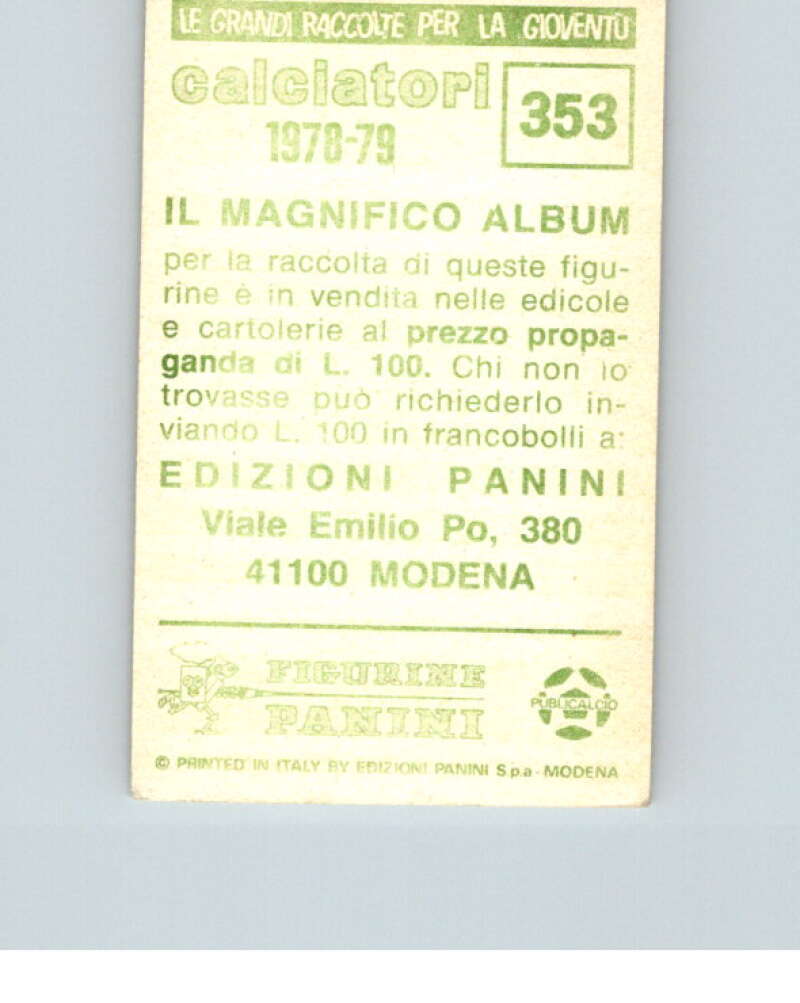 LE GRANDI RACCOLTE PER LA GIOVENTÙ
calciatori
1978-79
353
IL MAGNIFICO ALBUM
per la raccolta di queste figu-
rine è in vendita nelle edicole
e cartolerie al prezzo propa-
ganda di L. 100. Chi non lo
trovasse può richiederlo in-
viando L. 100 in francobolli a:
EDIZIONI PANINI
Viale Emilio Po, 380
41100 MODENA
FIGURINE
PANINI
PUBLICALCIO
© PRINTED IN ITALY BY EDIZIONI PANINI S.p.a - MODENA